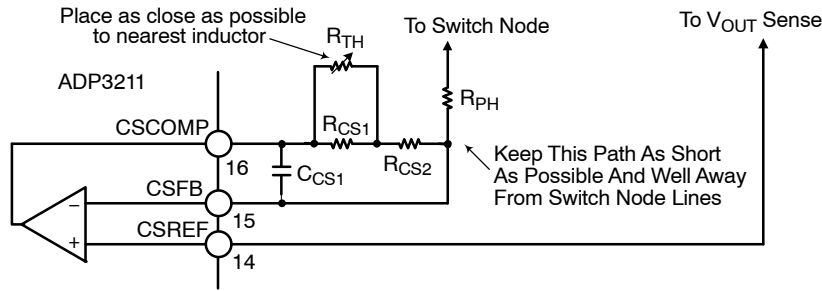 Place as close as possible
to nearest inductor
RTH
To Switch Node
To VOUT Sense
ADP3211
RPH
CSCOMP
RCS1
16
RCS2
Keep This Path As Short
As Possible And Well Away
From Switch Node Lines
CCS1
CSFB
−
15
CSREF
+
14